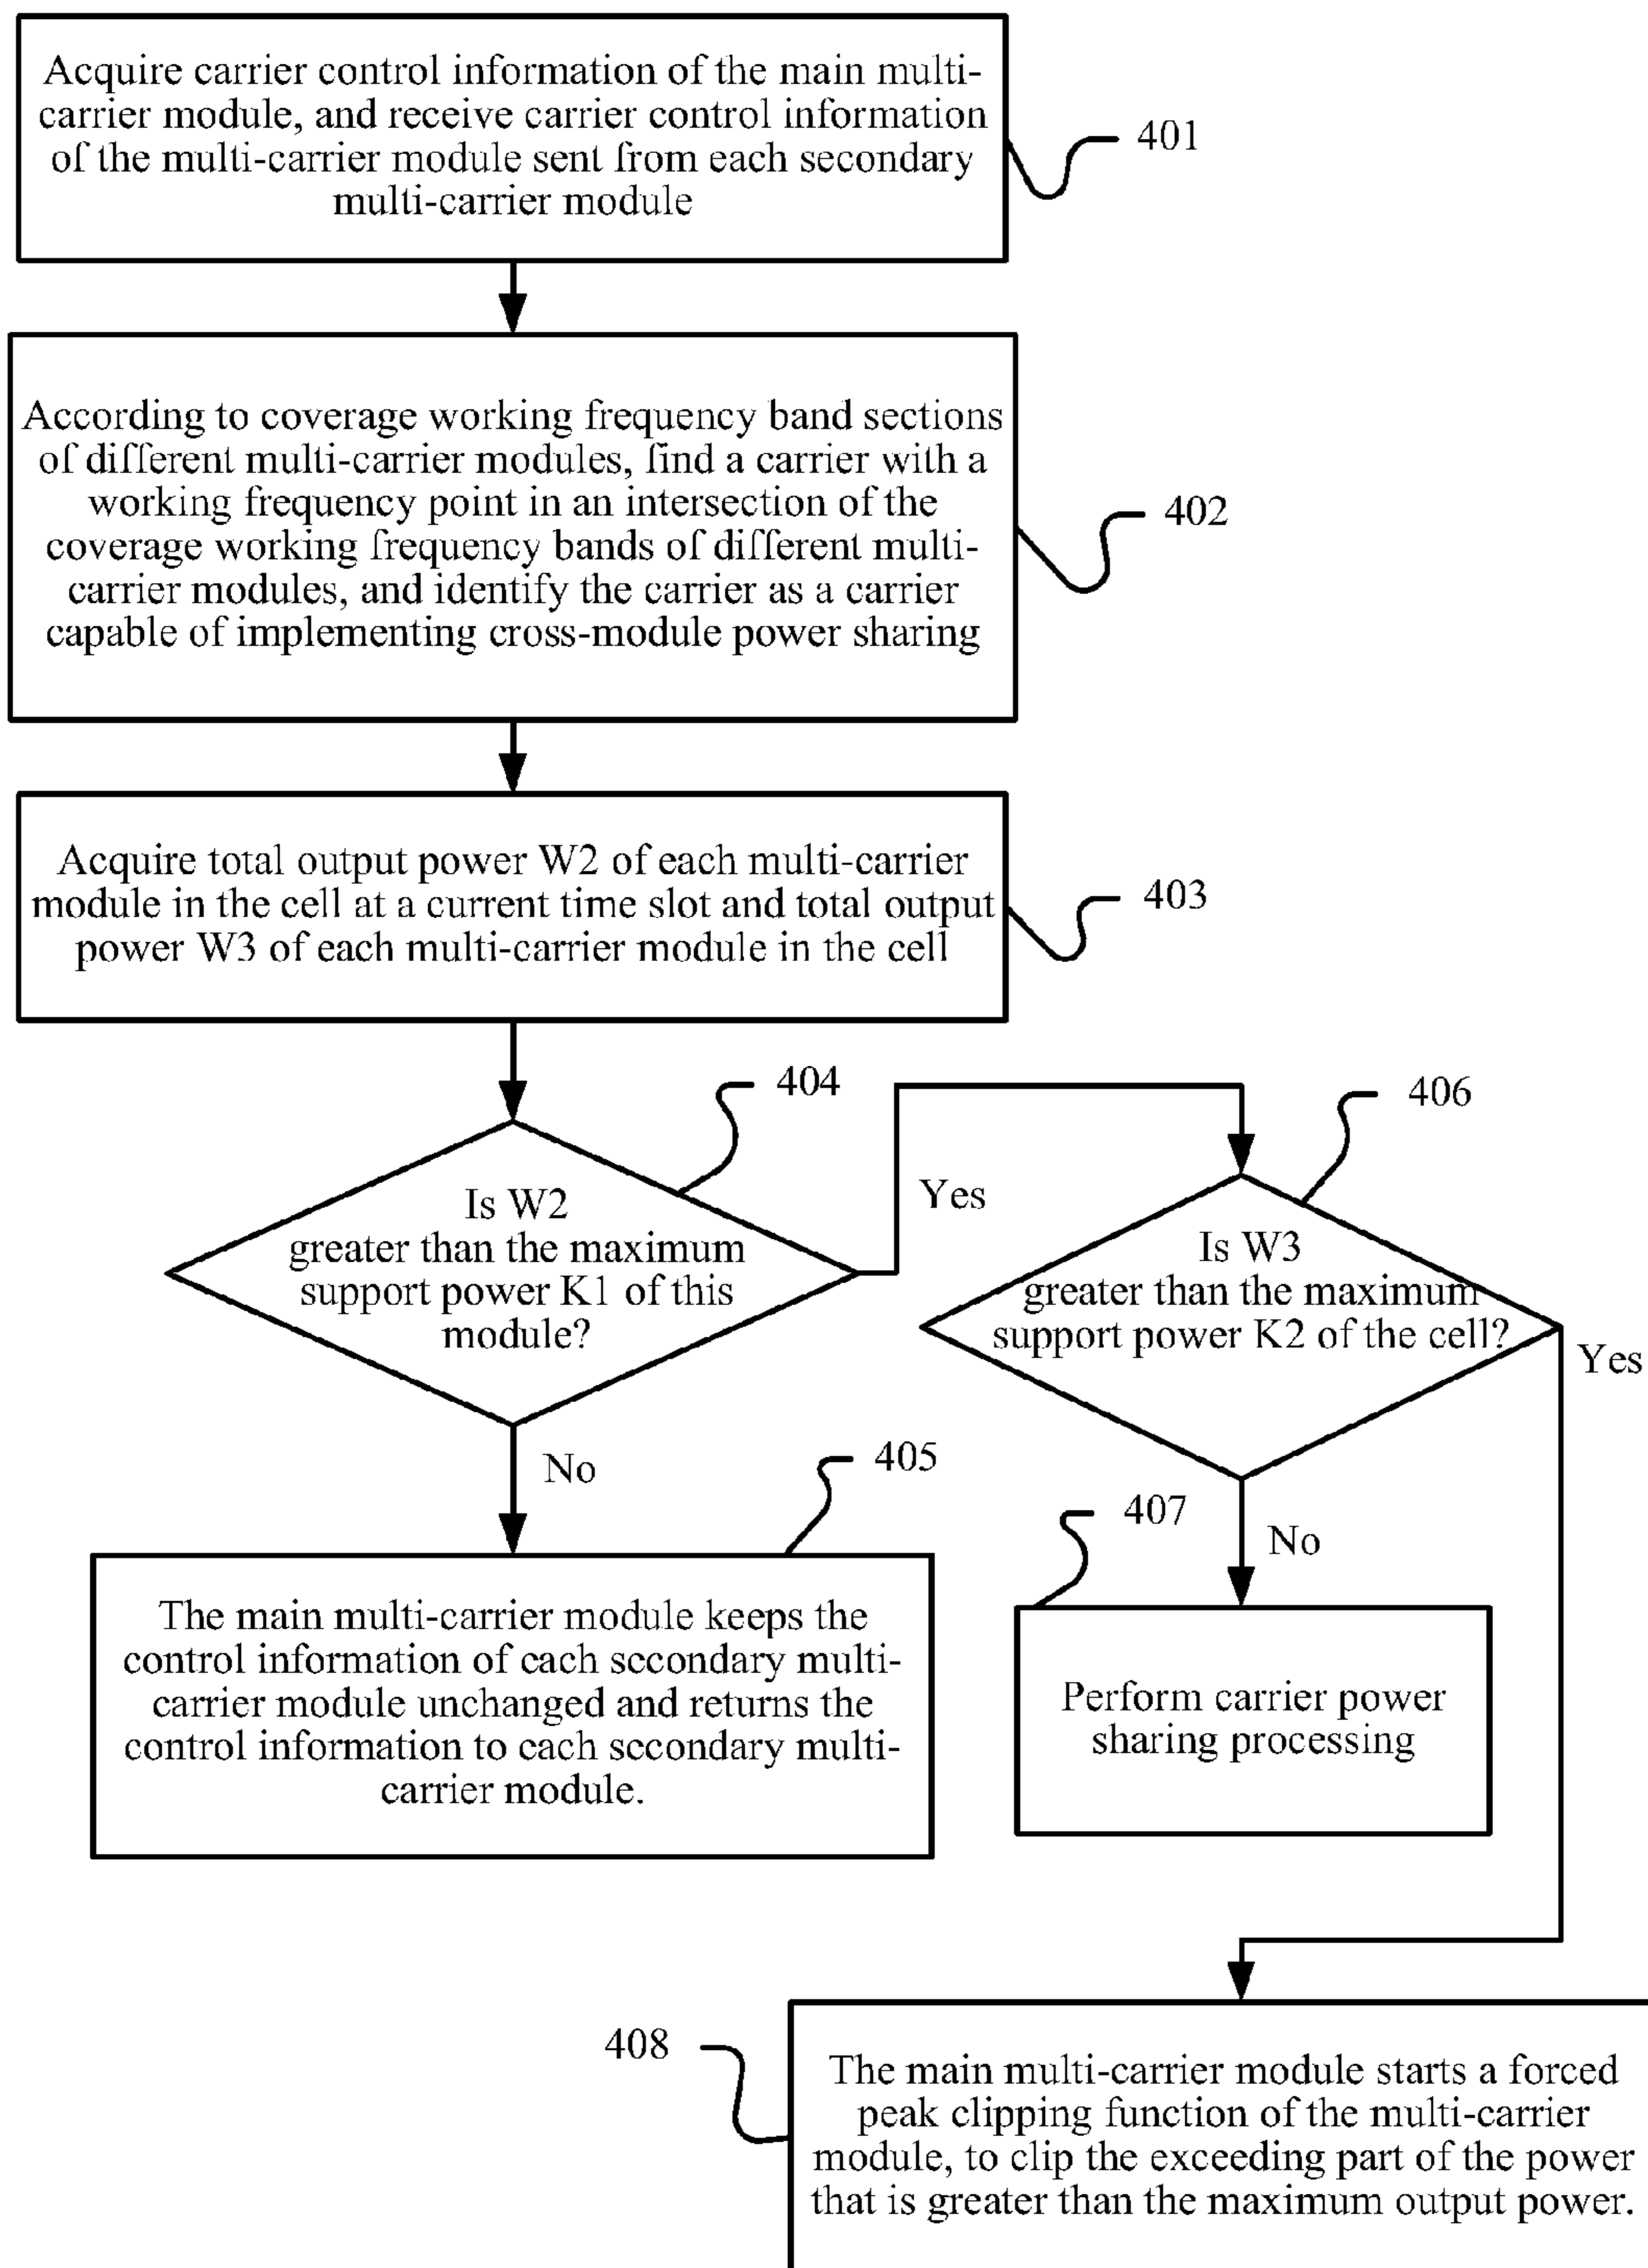 Acquire carrier control information of the main multi-
carrier module, and receive carrier control information
of the multi-carrier module sent from each secondary
multi-carrier module
401
According to coverage working frequency band sections
of different multi-carrier modules, find a carrier with a
working frequency point in an intersection of the
coverage working frequency bands of different multi-
carrier modules, and identify the carrier as a carrier
capable of implementing cross-module power sharing
402
Acquire total output power W2 of each multi-carrier
module in the cell at a current time slot and total output
power W3 of each multi-carrier module in the cell
403
404
Is W2
greater than the maximum
support power K1 of this
module?
Yes
406
Is W3
greater than the maximum
support power K2 of the cell?
Yes
No
405
The main multi-carrier module keeps the
control information of each secondary multi-
carrier module unchanged and returns the
control information to each secondary multi-
carrier module.
407
No
Perform carrier power
sharing processing
408
The main multi-carrier module starts a forced
peak clipping function of the multi-carrier
module, to clip the exceeding part of the power
that is greater than the maximum output power.